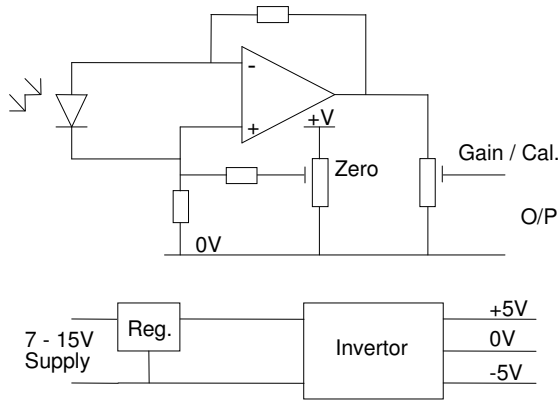 -
+
+V
Zero
Gain / Cal.
O/P
0V
7 - 15V
Supply
Reg.
Invertor
+5V
0V
-5V